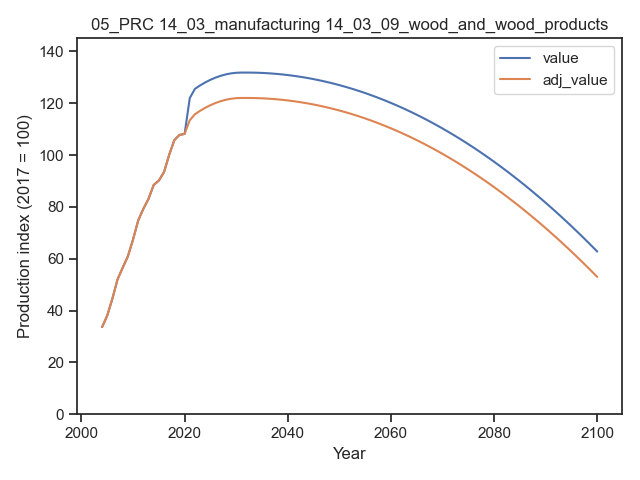 05_PRC 14_03_manufacturing 14_03_09_wood_and_wood_products
value
adj_value
Production index (2017 = 100)
140
120
100
80
60
40
20
0
2000 2020 2040 2060 2080 2100
Year